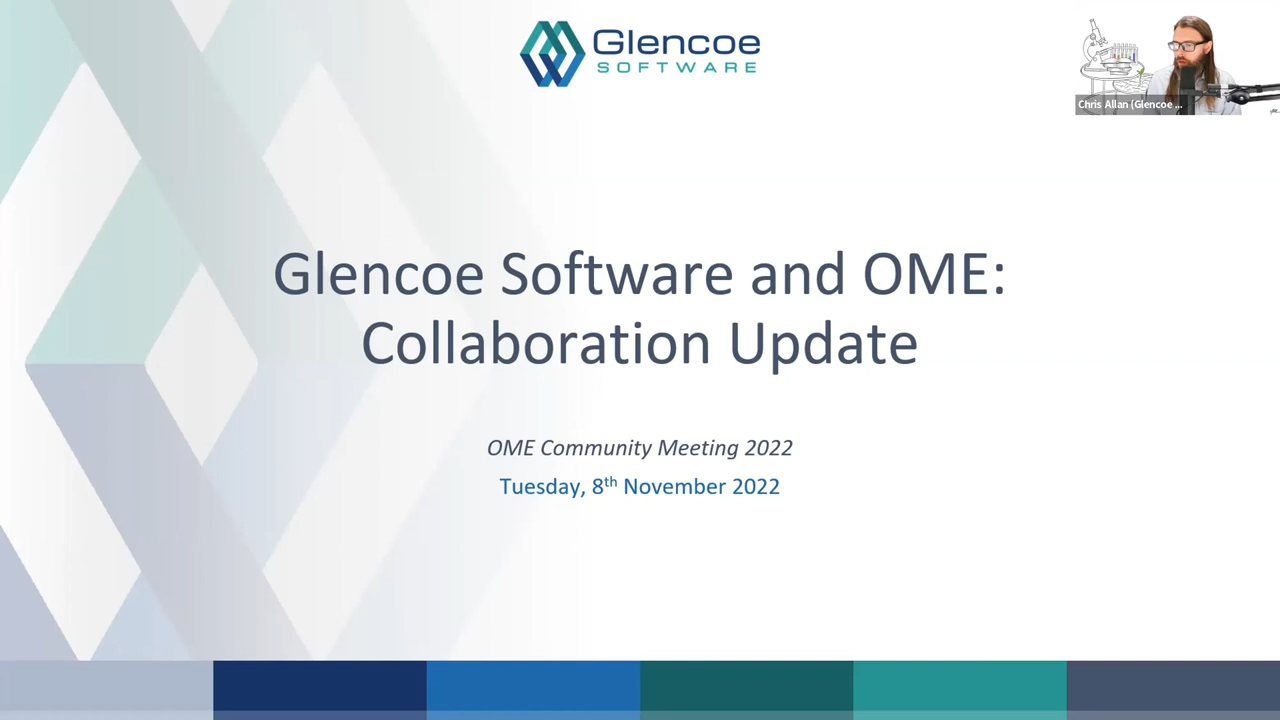 Glencoe
SOFTWARE
Chris Allan (Glencoe ...
Glencoe Software and OME:
Collaboration Update
OME Community Meeting 2022
Tuesday, 8th November 2022